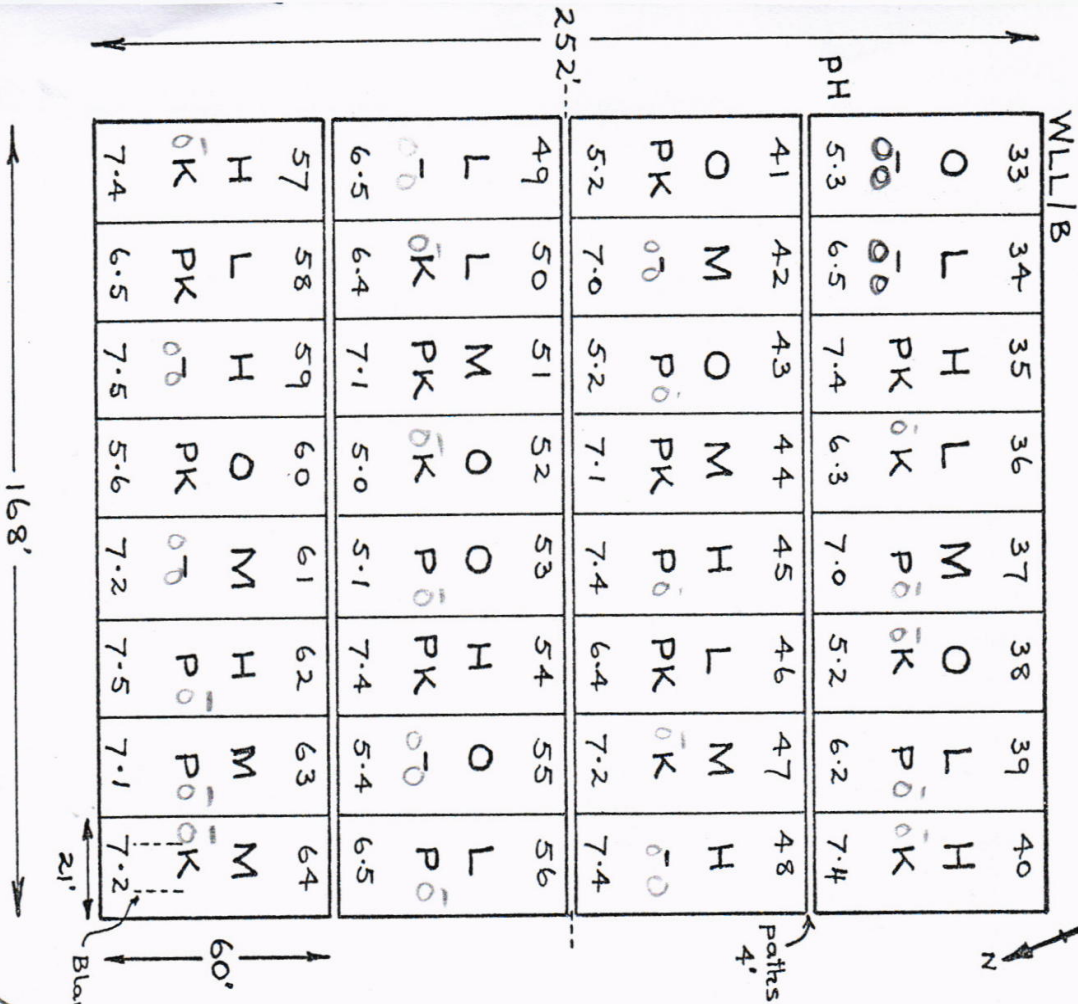 WLL/B
252'
pH
33 34 35 36 37 38 39 40
O L H L M O L H
ōō ōō PK ōK Pō ōK Pō ōK
5.3 6.5 7.4 6.3 7.0 5.2 6.2 7.4
41 42 43 44 45 46 47 48
O M O M H L M H
PK ōō Pō PK Pō PK ōK ōō
5.2 7.0 5.2 7.1 7.4 6.4 7.2 7.4
49 50 51 52 53 54 55 56
L L M O O H O L
ōō ōK PK ōK Pō PK ōō Pō
6.5 6.4 7.1 5.0 5.1 7.4 5.4 6.5
57 58 59 60 61 62 63 64
H L H O M H M M
ōK PK ōō PK ōō Pō Pō ōK
7.4 6.5 7.5 5.6 7.2 7.5 7.1 7.2
N
paths
4'
60'
21'
168'